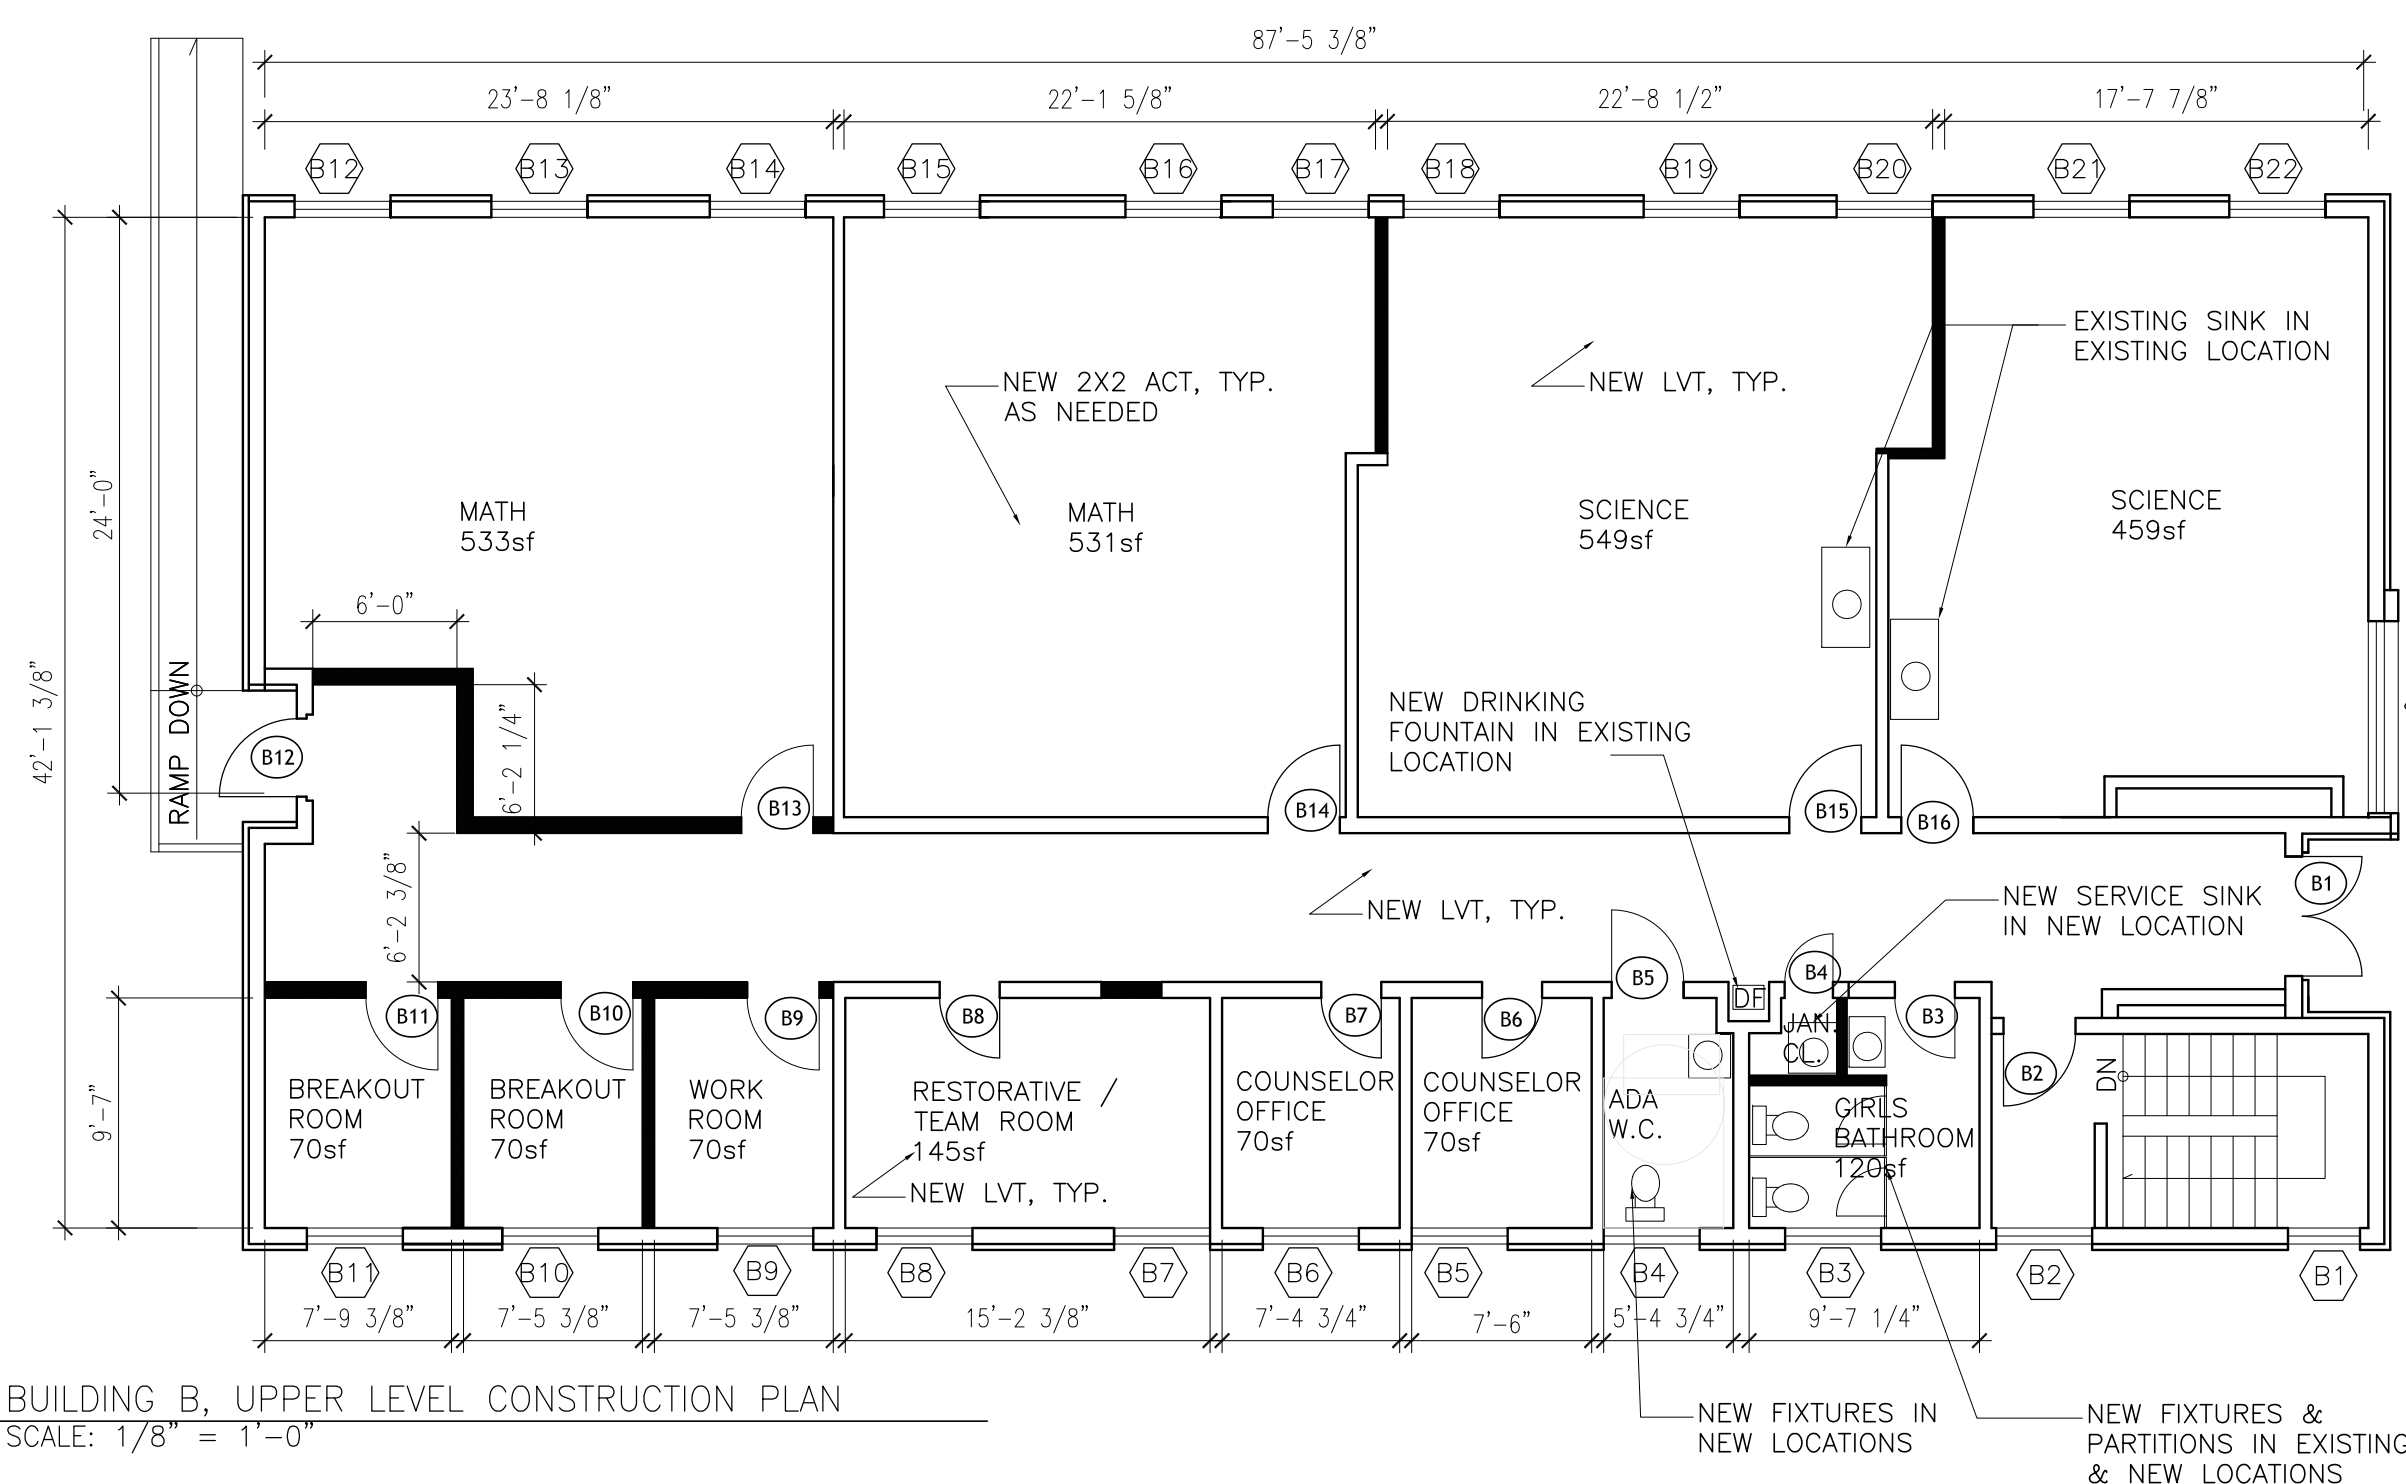 87'-5 3/8"
23'-8 1/8"
22'-1 5/8"
22'-8 1/2"
17'-7 7/8"
B12
B13
B14
B15
B16
B17
B18
B19
B20
B21
B22
EXISTING SINK IN
EXISTING LOCATION
NEW 2X2 ACT, TYP.
AS NEEDED
NEW LVT, TYP.
24'-0"
42'-1 3/8"
MATH
533sf
MATH
531sf
SCIENCE
549sf
SCIENCE
459sf
6'-0"
6'-2 1/4"
RAMP DOWN
NEW DRINKING
FOUNTAIN IN EXISTING
LOCATION
B12
B13
B14
B15
B16
B1
6'-2 3/8"
NEW LVT, TYP.
NEW SERVICE SINK
IN NEW LOCATION
B11
B10
B9
B8
B7
B6
B5
DF
B4
B3
B2
JAN.
CL.
DN
9'-7"
BREAKOUT
ROOM
70sf
BREAKOUT
ROOM
70sf
WORK
ROOM
70sf
RESTORATIVE /
TEAM ROOM
145sf
NEW LVT, TYP.
COUNSELOR
OFFICE
70sf
COUNSELOR
OFFICE
70sf
ADA
W.C.
GIRLS
BATHROOM
120sf
B11
B10
B9
B8
B7
B6
B5
B4
B3
B2
B1
7'-9 3/8"
7'-5 3/8"
7'-5 3/8"
15'-2 3/8"
7'-4 3/4"
7'-6"
5'-4 3/4"
9'-7 1/4"
BUILDING B, UPPER LEVEL CONSTRUCTION PLAN
SCALE: 1/8" = 1'-0"
NEW FIXTURES IN
NEW LOCATIONS
NEW FIXTURES &
PARTITIONS IN EXISTING
& NEW LOCATIONS